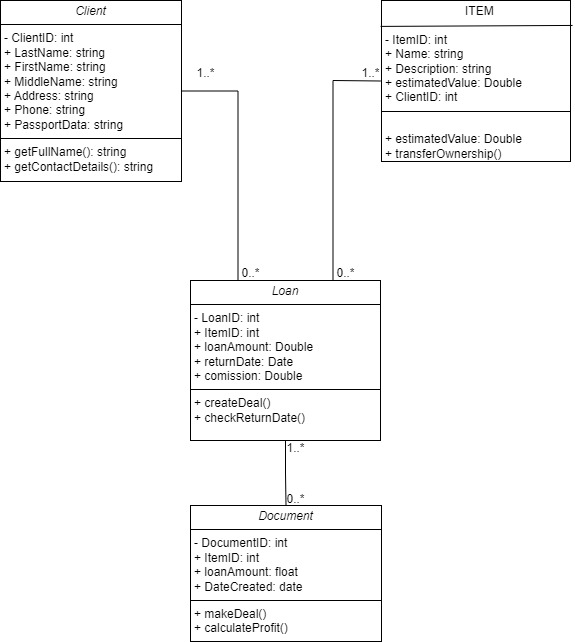 Client
- ClientID: int
+ LastName: string
+ FirstName: string
+ MiddleName: string
+ Address: string
+ Phone: string
+ PassportData: string
+ getFullName(): string
+ getContactDetails(): string
ITEM
- ItemID: int
+ Name: string
+ Description: string
+ estimatedValue: Double
+ ClientID: int
+ estimatedValue: Double
+ transferOwnership()
1..*
1..*
0..*
0..*
Loan
- LoanID: int
+ ItemID: int
+ loanAmount: Double
+ returnDate: Date
+ comission: Double
+ createDeal()
+ checkReturnDate()
1..*
0..*
Document
- DocumentID: int
+ ItemID: int
+ loanAmount: float
+ DateCreated: date
+ makeDeal()
+ calculateProfit()